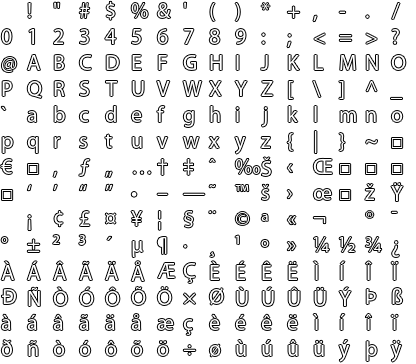 ! " # $ % & ' ( ) * + , - . /
0 1 2 3 4 5 6 7 8 9 : ; < = > ?
@ A B C D E F G H I J K L M N O
P Q R S T U V W X Y Z [ \ ] ^ _
` a b c d e f g h i j k l m n o
p q r s t u v w x y z { | } ~ □
€ □ ‚ ƒ „ … † ‡ ˆ ‰ Š ‹ Œ □ □ □
□ ‘ ’ “ ” • – — ˜ ™ š › œ □ ž Ÿ
¡ ¢ £ ¤ ¥ ¦ § ¨ © ª « ¬ ® ¯
° ± ² ³ ´ µ ¶ · ¸ ¹ º » ¼ ½ ¾ ¿
À Á Â Ã Ä Å Æ Ç È É Ê Ë Ì Í Î Ï
Ð Ñ Ò Ó Ô Õ Ö × Ø Ù Ú Û Ü Ý Þ ß
à á â ã ä å æ ç è é ê ë ì í î ï
ð ñ ò ó ô õ ö ÷ ø ù ú û ü ý þ ÿ